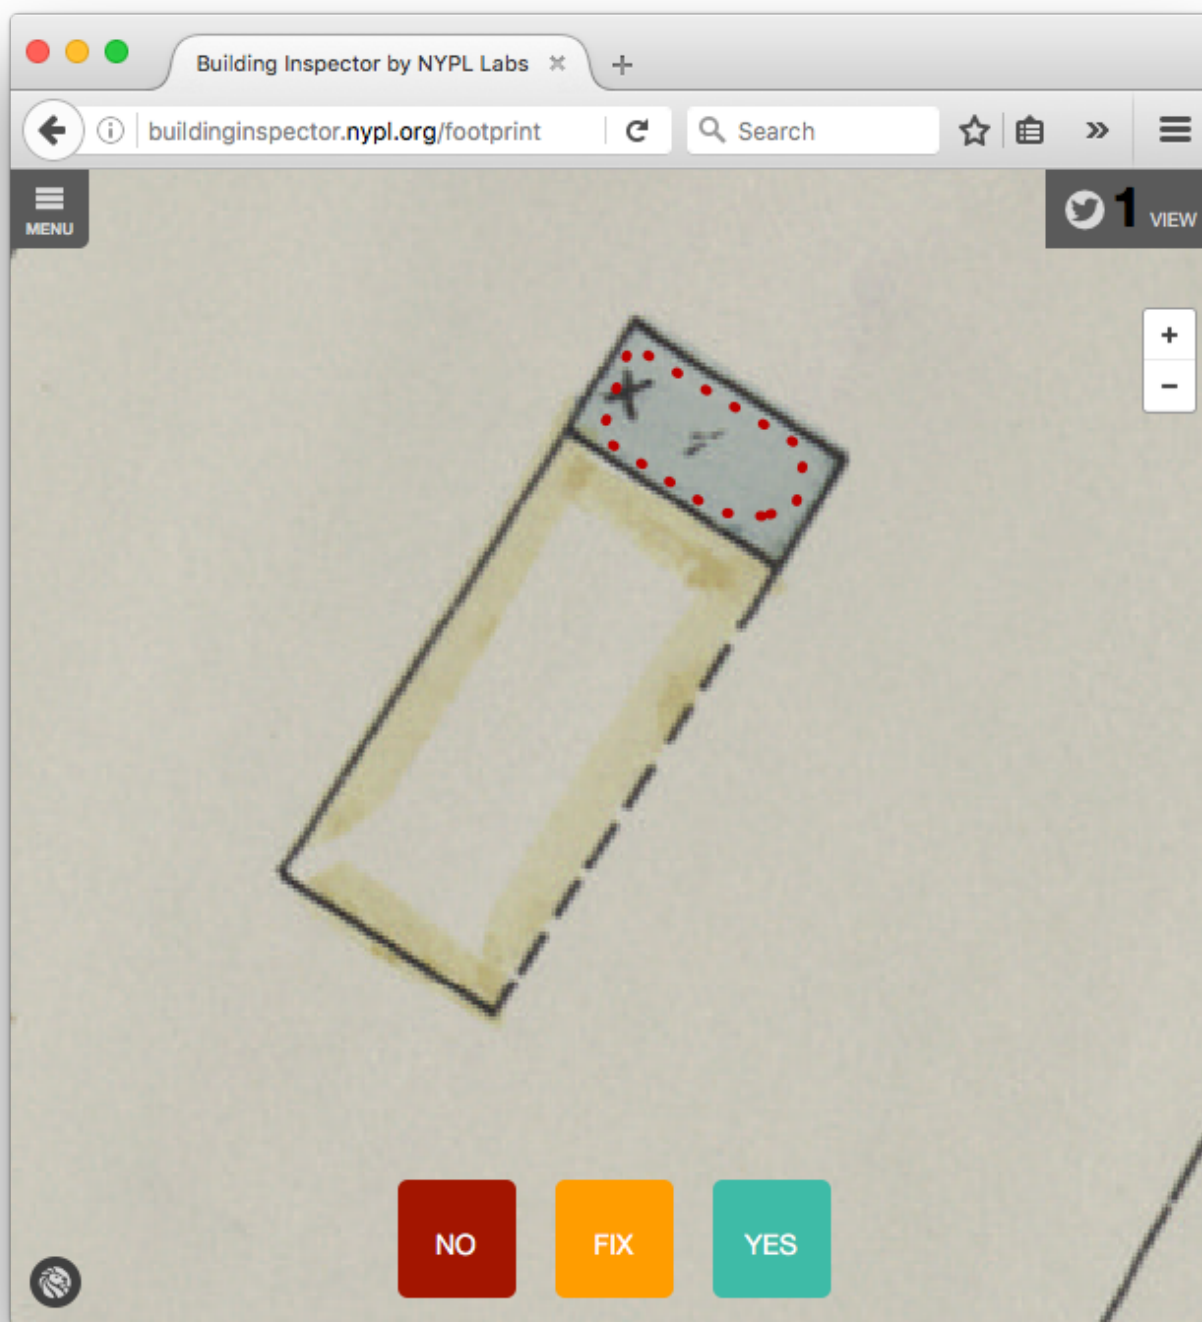 Building Inspector by NYPL Labs
buildinginspector.nypl.org/footprint
Search
MENU
1 VIEW
+
−
X
NO
FIX
YES